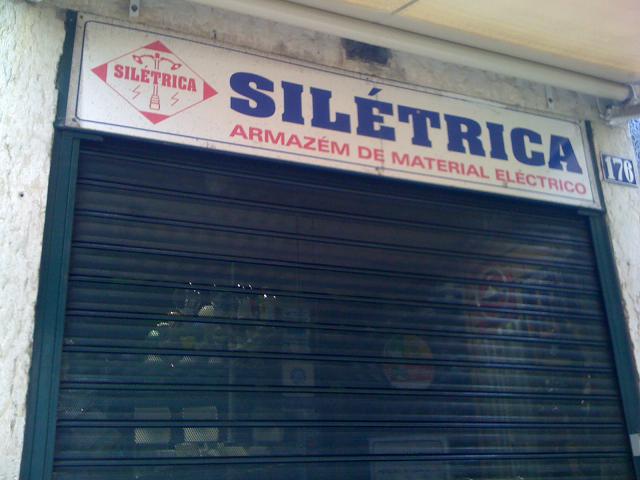 SILÉTRICA
SILÉTRICA
ARMAZÉM DE MATERIAL ELÉCTRICO
176